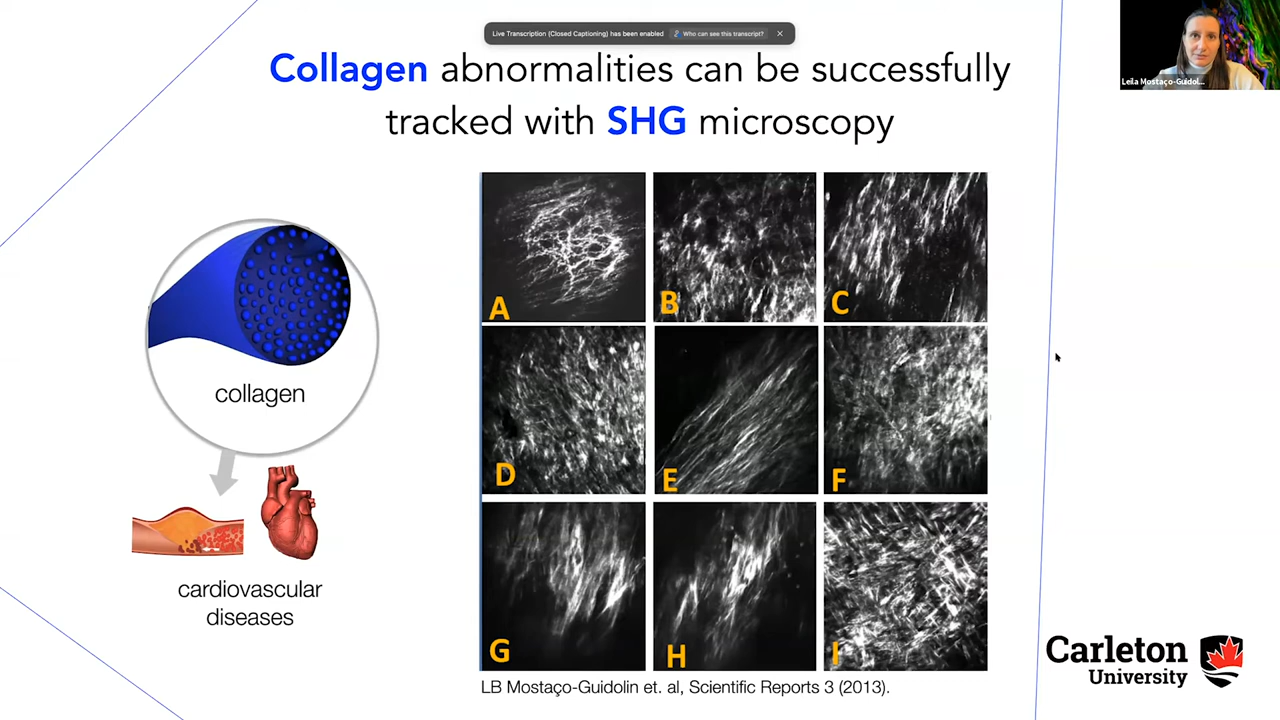 Live Transcription (Closed Captioning) has been enabled Who can see this transcript?
Leila Mostaço-Guidol...
Collagen abnormalities can be successfully
tracked with SHG microscopy
A B C
D E F
G H I
collagen
cardiovascular
diseases
LB Mostaço-Guidolin et. al, Scientific Reports 3 (2013).
Carleton
University